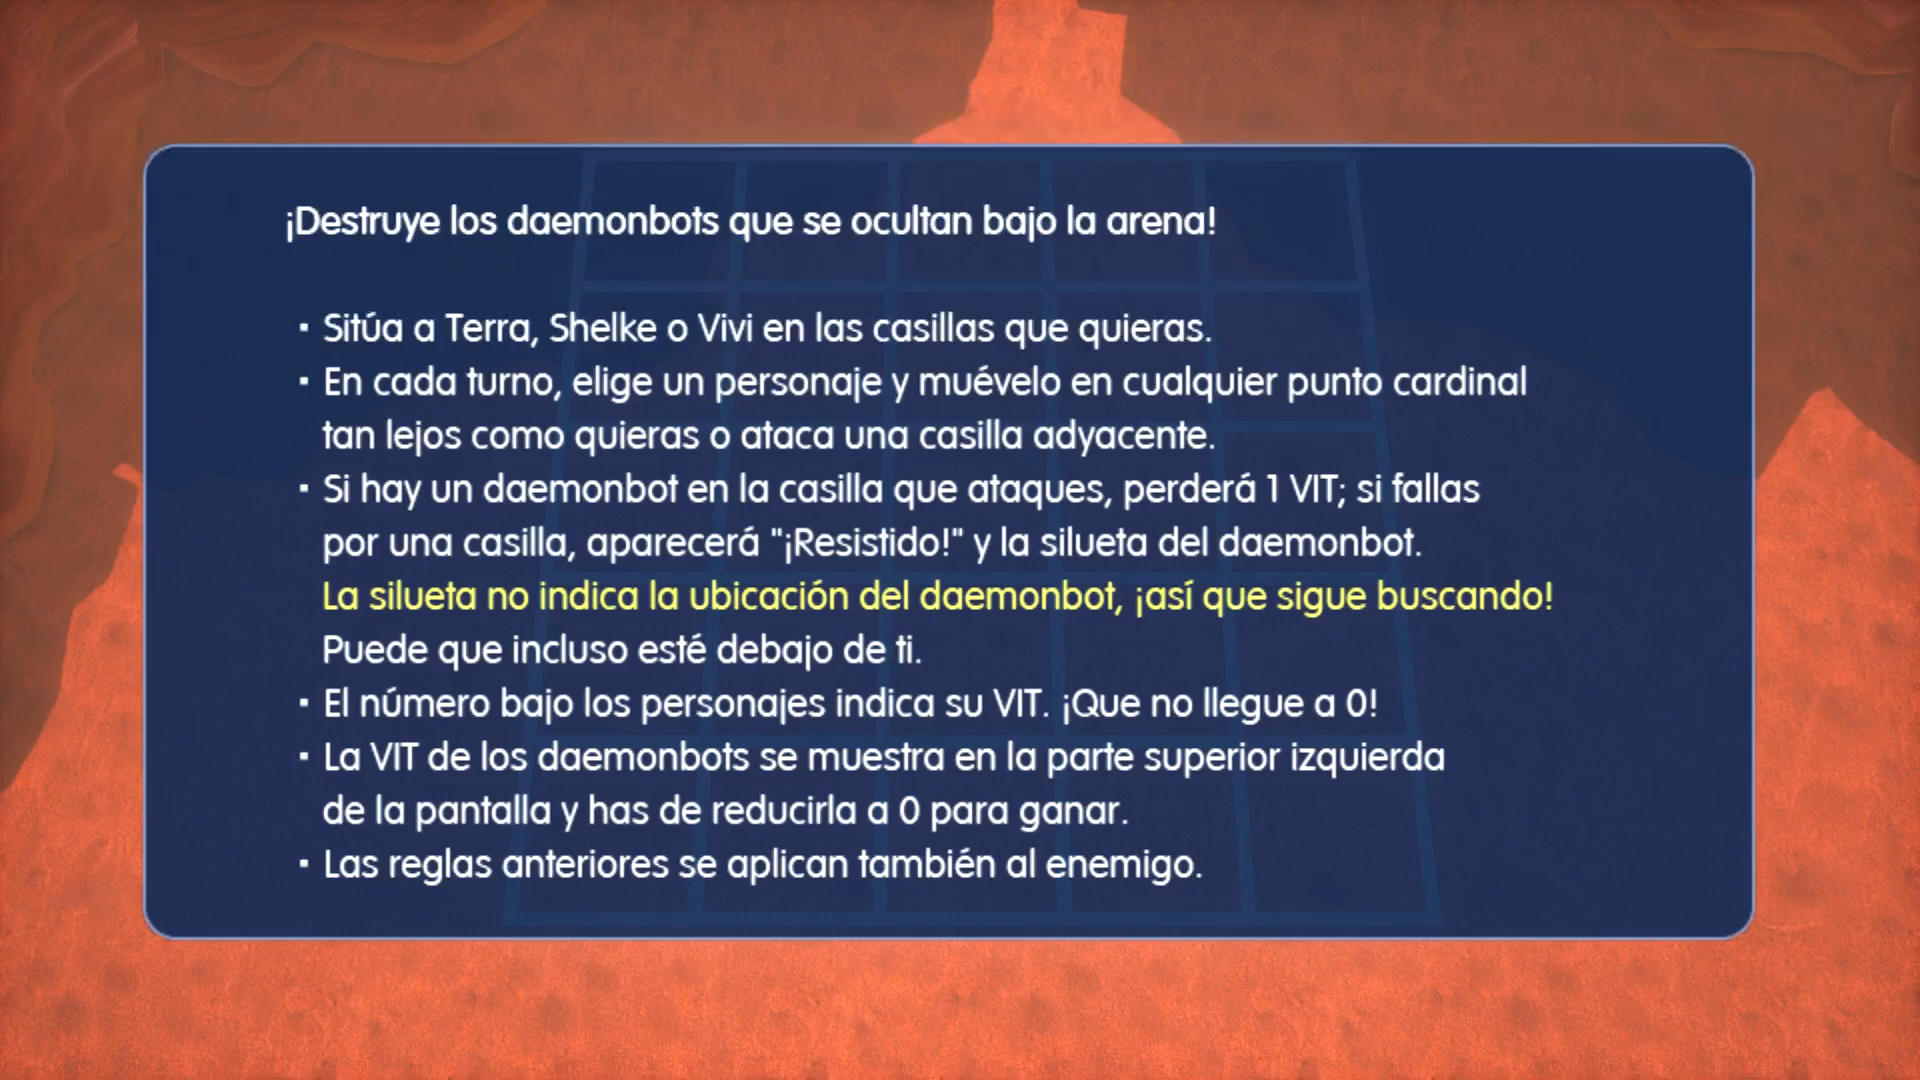 ¡Destruye los daemonbots que se ocultan bajo la arena!
· Sitúa a Terra, Shelke o Vivi en las casillas que quieras.
· En cada turno, elige un personaje y muévelo en cualquier punto cardinal
tan lejos como quieras o ataca una casilla adyacente.
· Si hay un daemonbot en la casilla que ataques, perderá 1 VIT; si fallas
por una casilla, aparecerá "¡Resistido!" y la silueta del daemonbot.
La silueta no indica la ubicación del daemonbot, ¡así que sigue buscando!
Puede que incluso esté debajo de ti.
· El número bajo los personajes indica su VIT. ¡Que no llegue a 0!
· La VIT de los daemonbots se muestra en la parte superior izquierda
de la pantalla y has de reducirla a 0 para ganar.
· Las reglas anteriores se aplican también al enemigo.